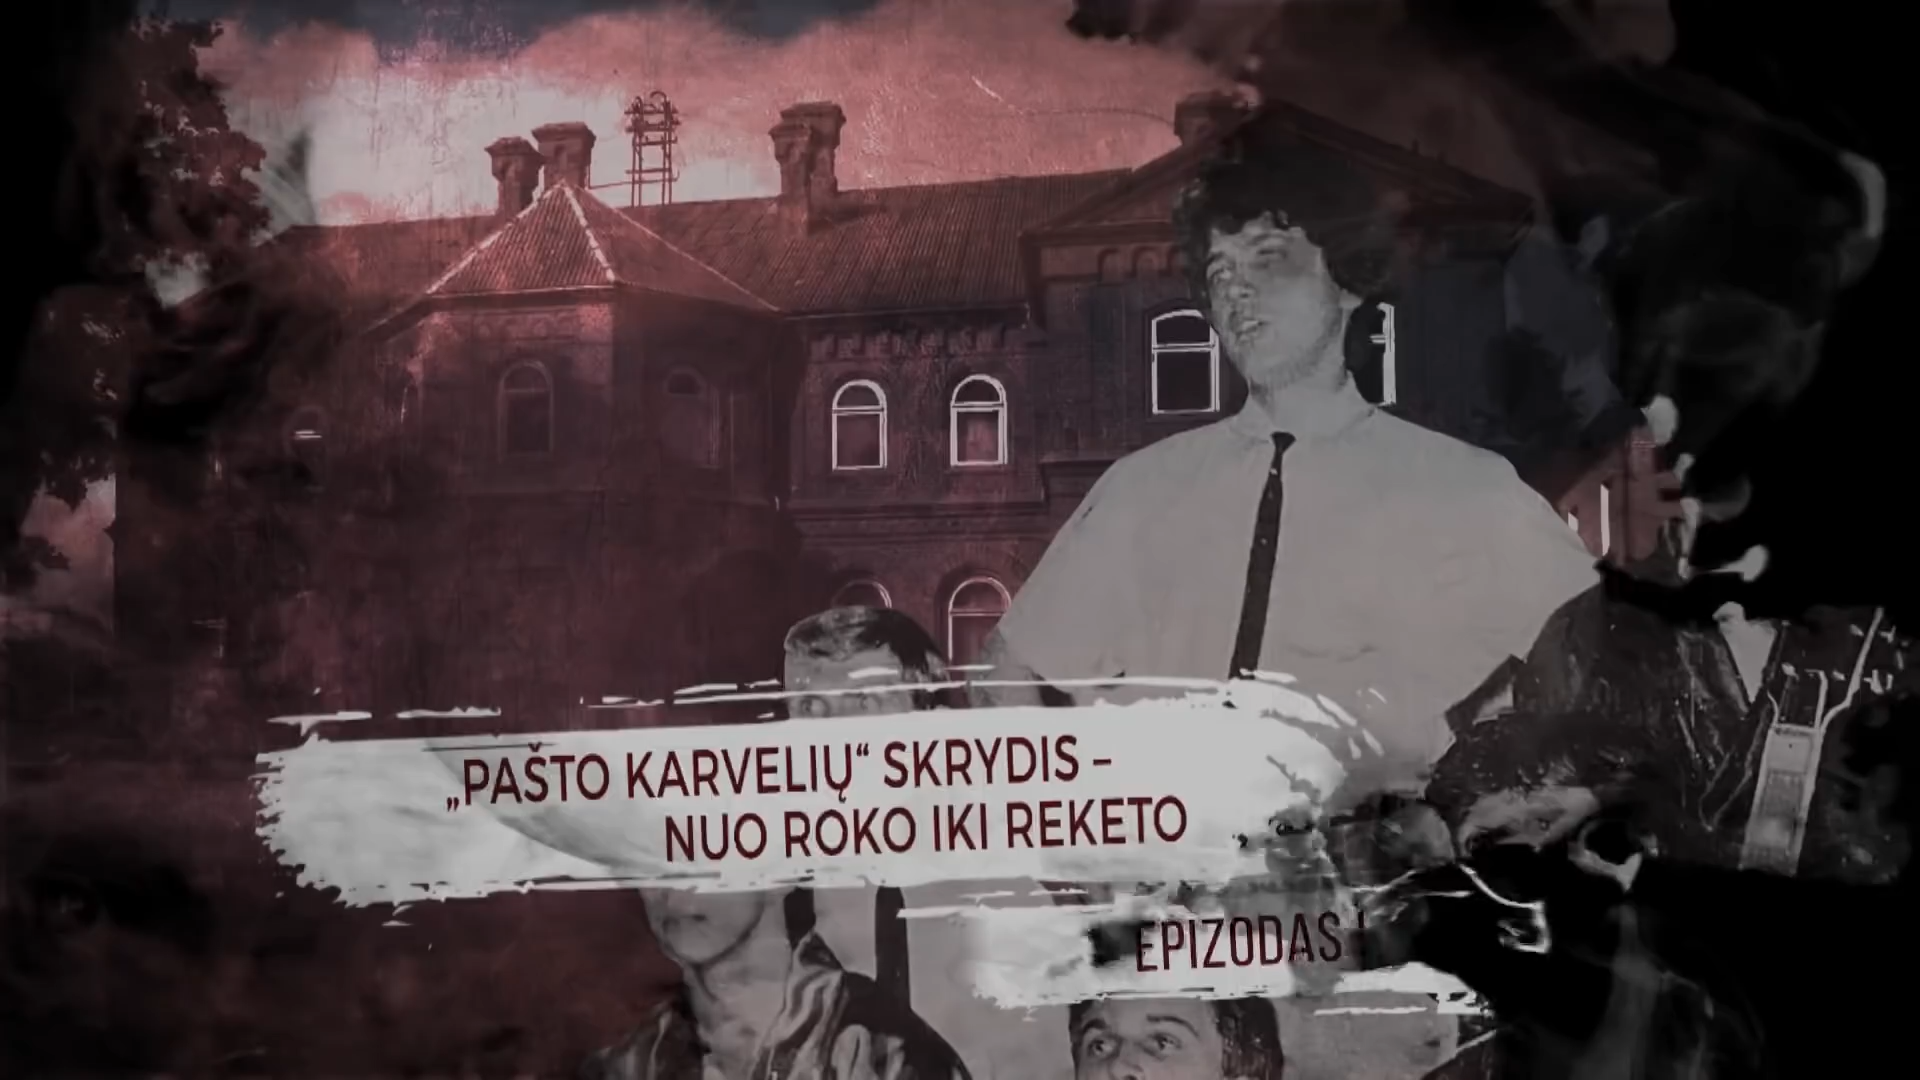 „PAŠTO KARVELIŲ“ SKRYDIS –
NUO ROKO IKI REKETO
EPIZODAS I